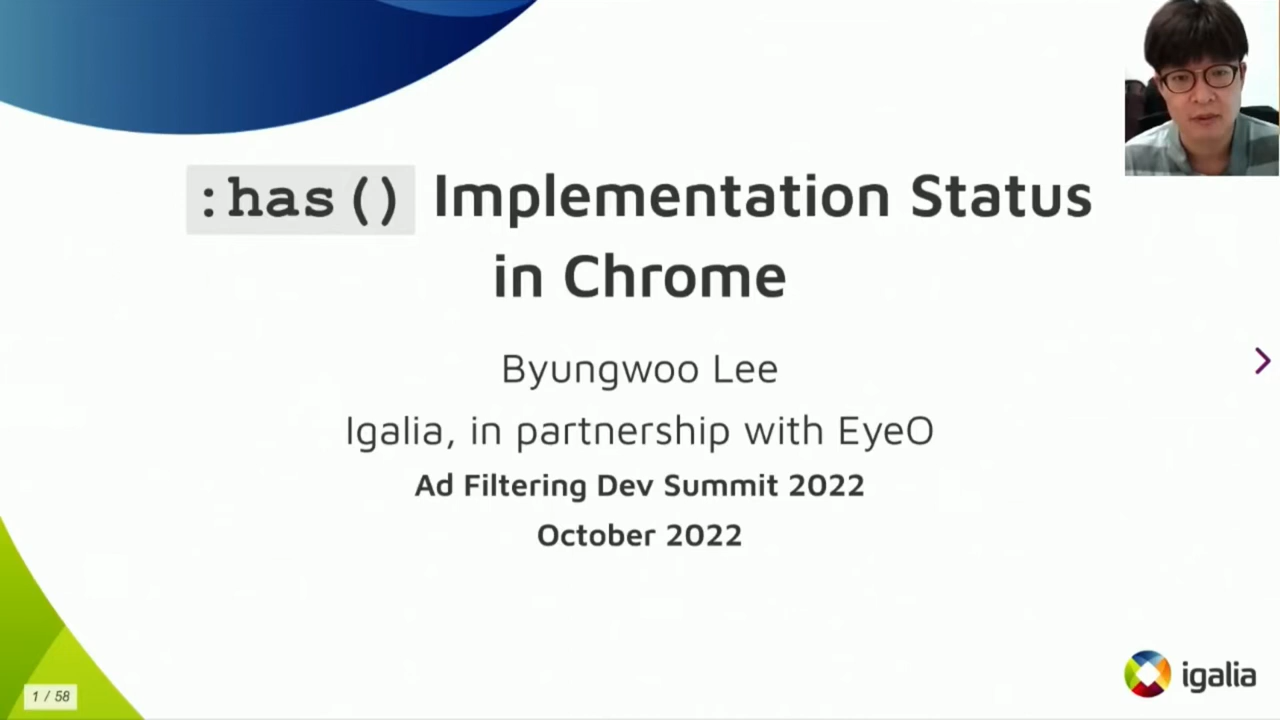 :has() Implementation Status
in Chrome
Byungwoo Lee
Igalia, in partnership with EyeO
Ad Filtering Dev Summit 2022
October 2022
1 / 58
igalia